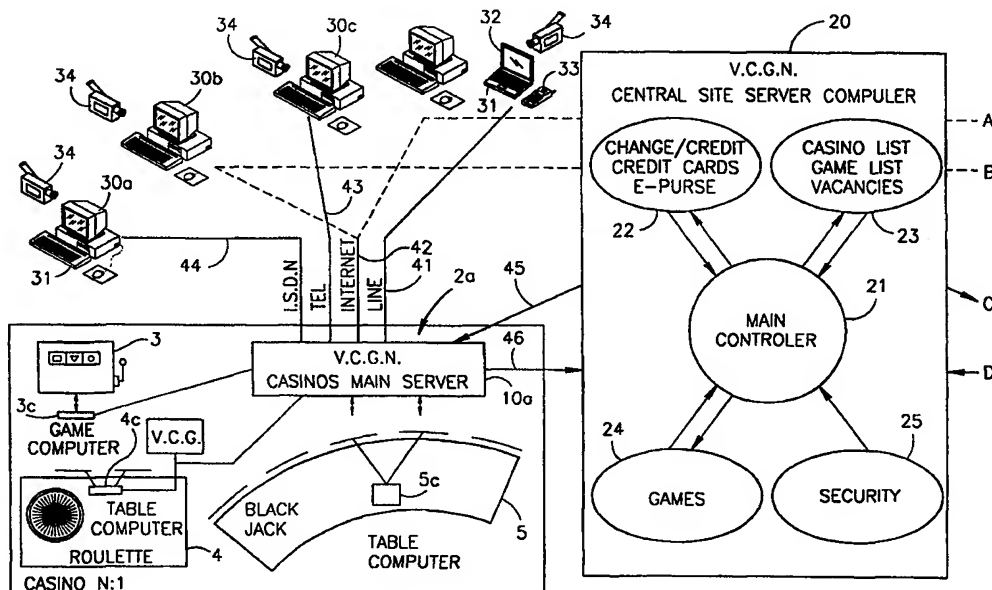 34
30c
32
34
20
30b
34
33
31
34
30a
31
V.C.G.N.
CENTRAL SITE SERVER COMPULER
A
B
CHANGE/CREDIT
CREDIT CARDS
E-PURSE
CASINO LIST
GAME LIST
VACANCIES
22
23
43
42
41
44
I.S.D.N
TEL
INTERNET
LINE
2a
45
46
21
MAIN
CONTROLER
C
D
3
V.C.G.N.
CASINOS MAIN SERVER
10a
3c
GAME
COMPUTER
4c
V.C.G.
TABLE
COMPUTER
ROULETTE
4
BLACK
JACK
5c
5
TABLE
COMPUTER
24
25
GAMES
SECURITY
CASINO N:1